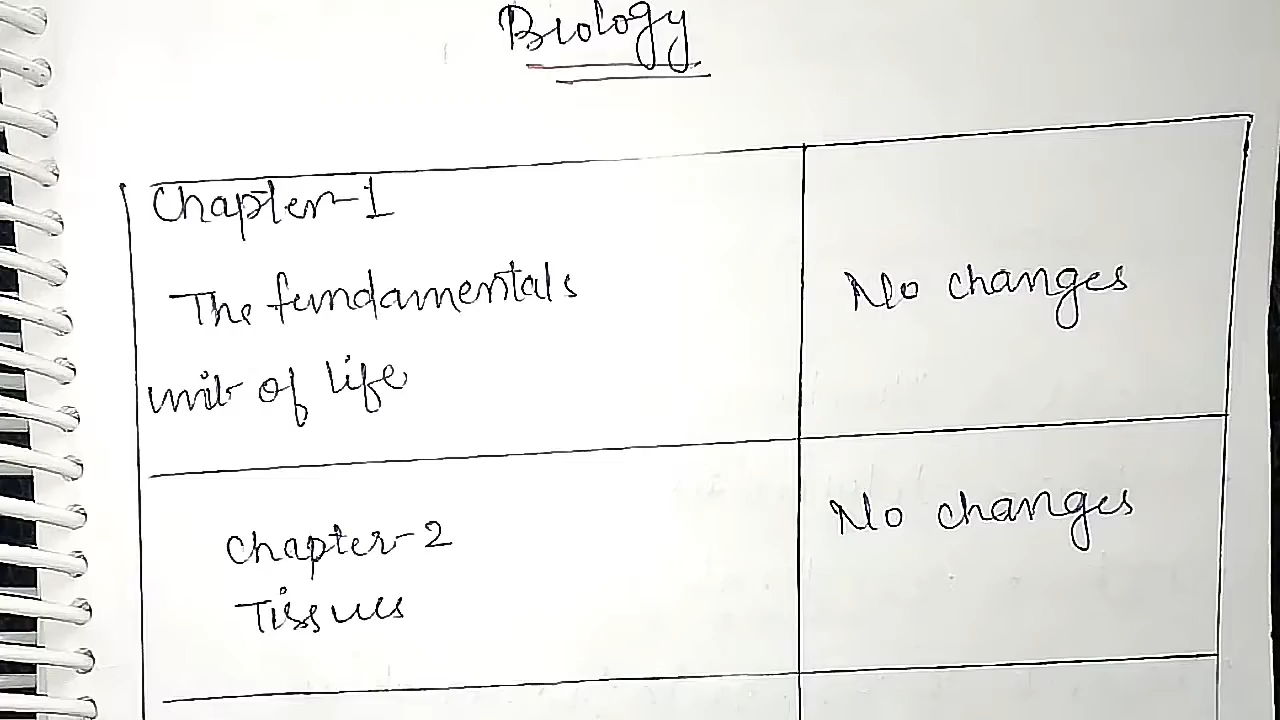 Biology
Chapter-1
The fundamentals
unit of life
No changes
Chapter-2
Tissues
No changes